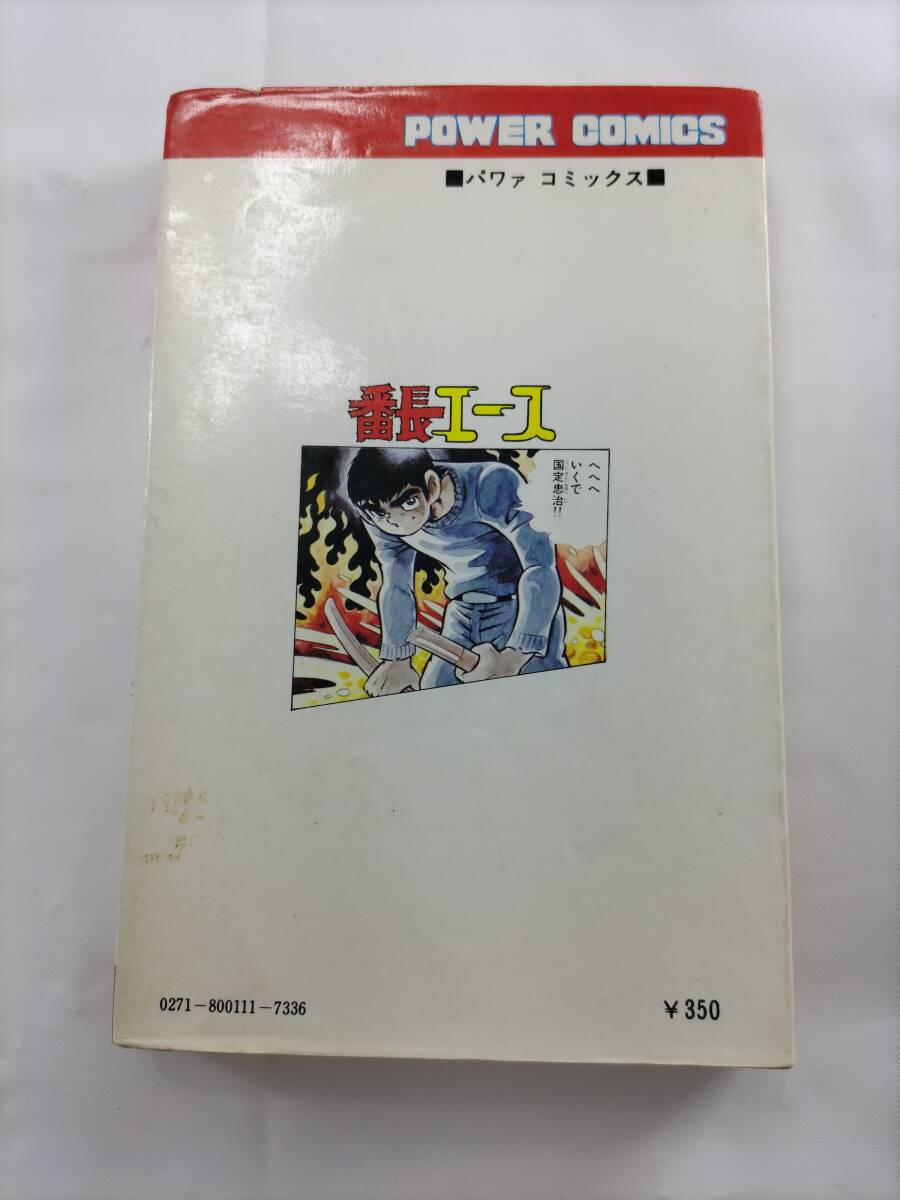 POWER COMICS
■パワァ コミックス■
番長エース
へへへ
いくで
国定忠治!!
0271-800111-7336
¥350